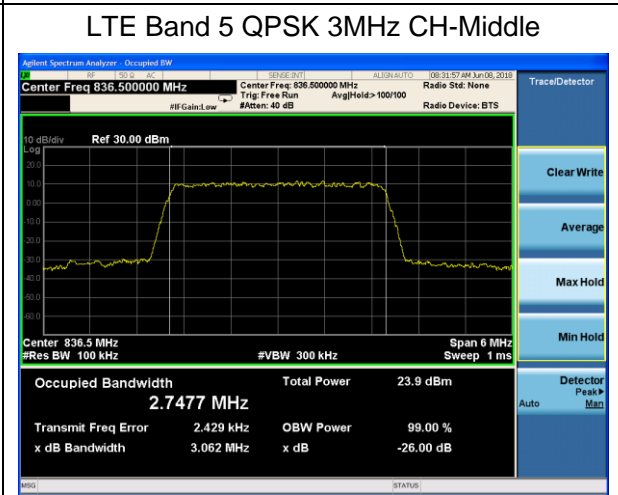 LTE Band 5 QPSK 3MHz CH-Middle
Agilent Spectrum Analyzer - Occupied BW
RF 50 Ω AC SENSE:INT ALIGN AUTO 08:31:57 AM Jun 08, 2018
Center Freq 836.500000 MHz Center Freq: 836.500000 MHz Radio Std: None Trace/Detector
Trig: Free Run Avg|Hold:> 100/100
#IFGain:Low #Atten: 40 dB Radio Device: BTS
10 dB/div Ref 30.00 dBm
Log
20.0
10.0
0.00
-10.0
-20.0
-30.0
-40.0
-50.0
-60.0
Clear Write
Average
Max Hold
Min Hold
Center 836.5 MHz Span 6 MHz
#Res BW 100 kHz #VBW 300 kHz Sweep 1 ms
Occupied Bandwidth Total Power 23.9 dBm
2.7477 MHz
Transmit Freq Error 2.429 kHz OBW Power 99.00 %
x dB Bandwidth 3.062 MHz x dB -26.00 dB
Detector
Peak▶
Auto Man
MSG STATUS